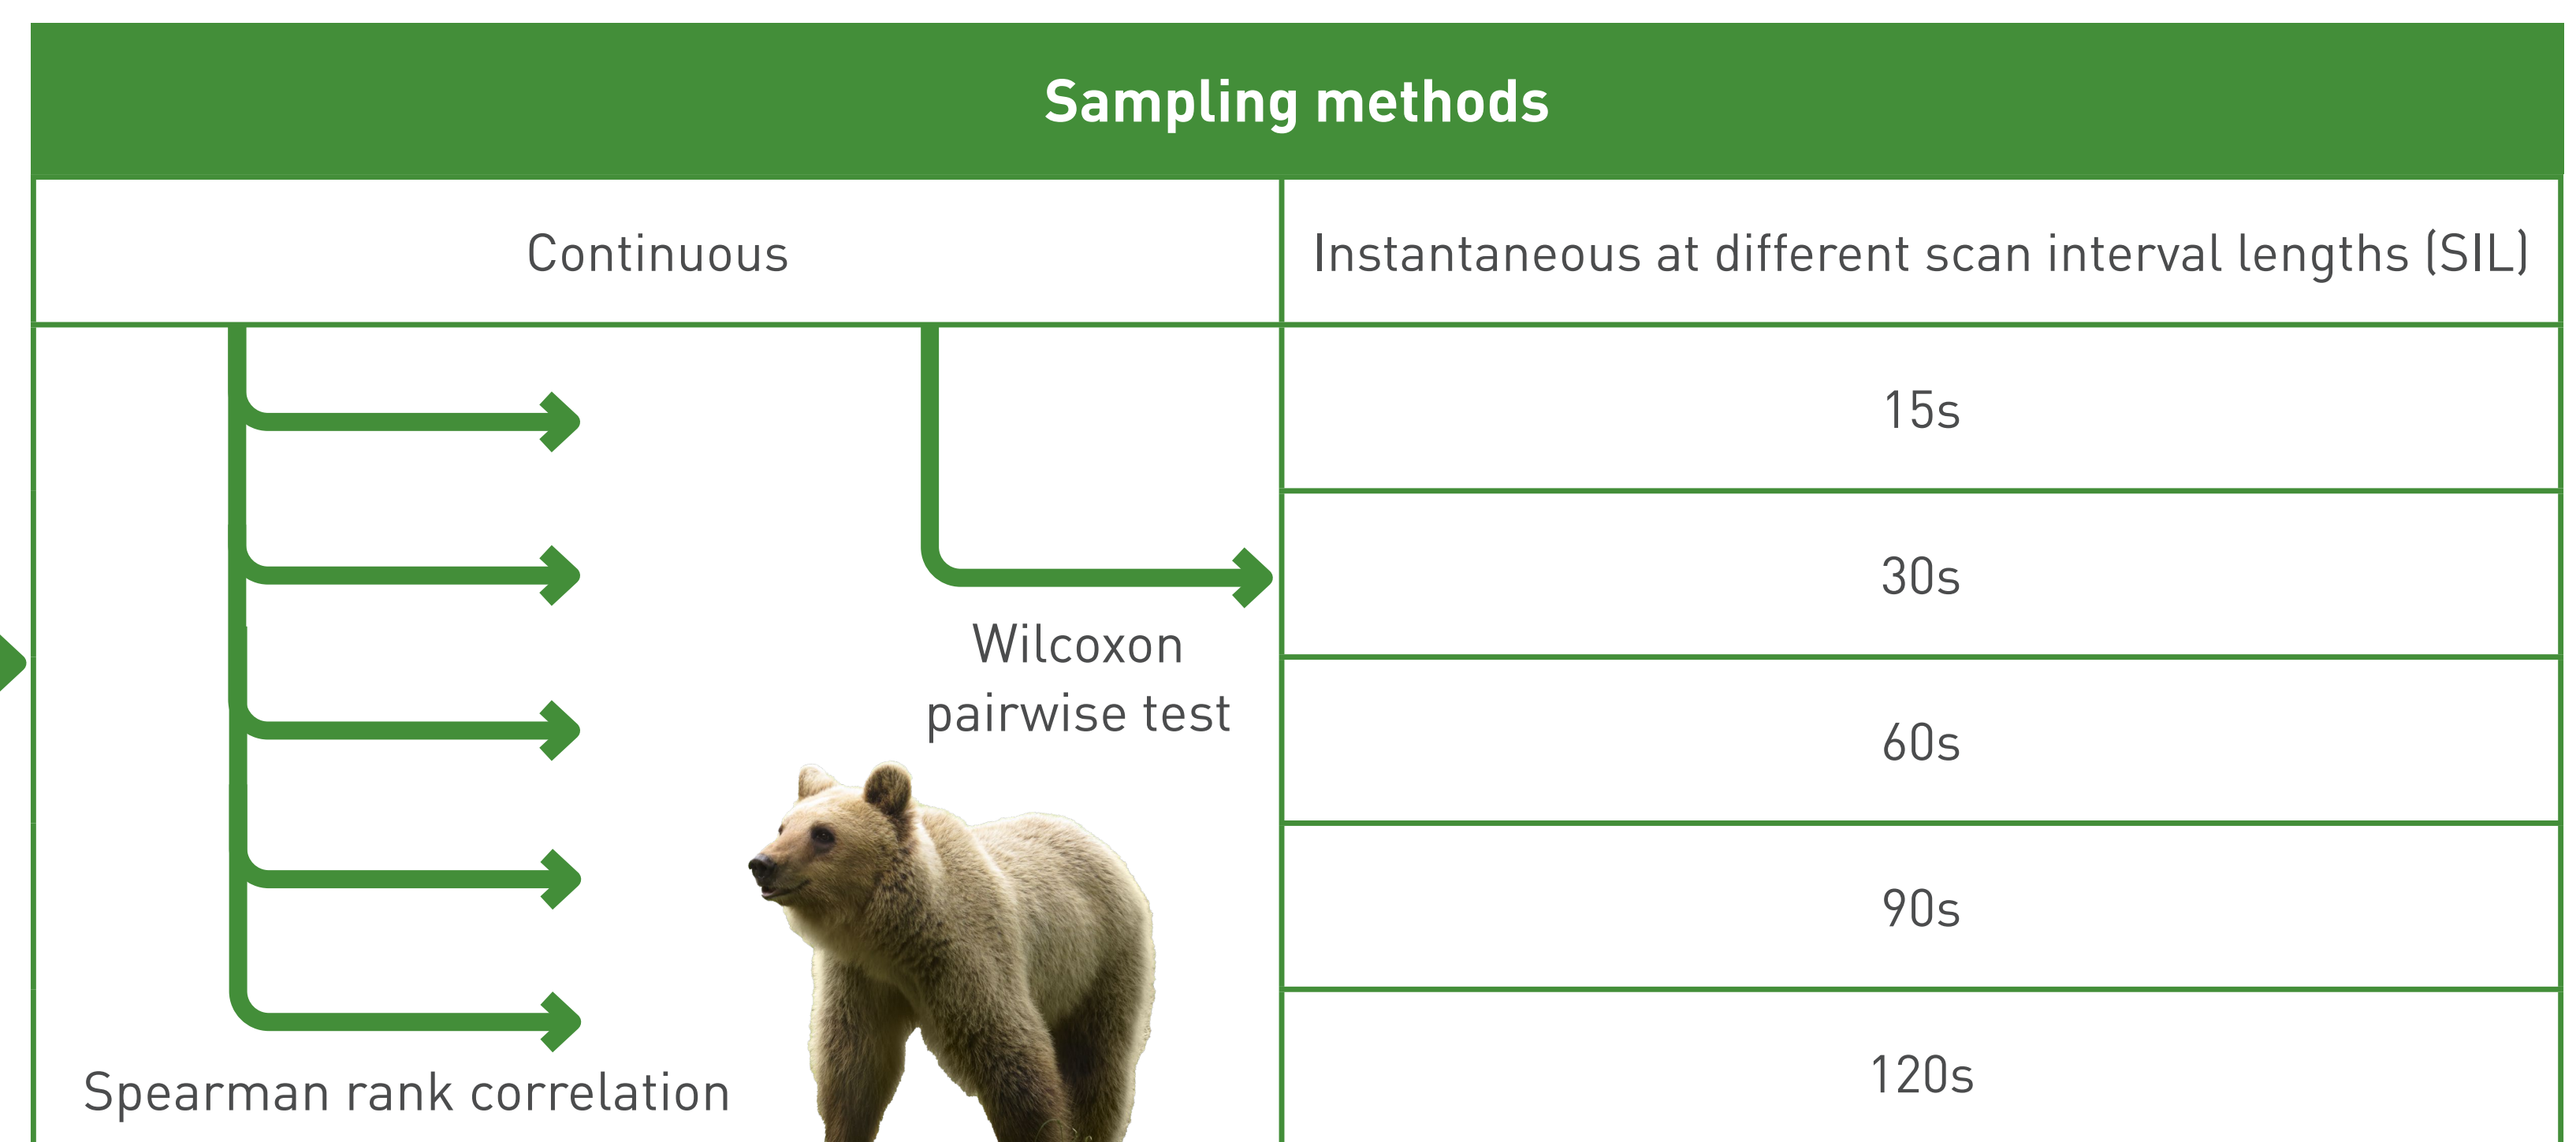 Sampling methods
Continuous
Instantaneous at different scan interval lengths (SIL)
15s
30s
Wilcoxon
pairwise test
60s
90s
120s
Spearman rank correlation